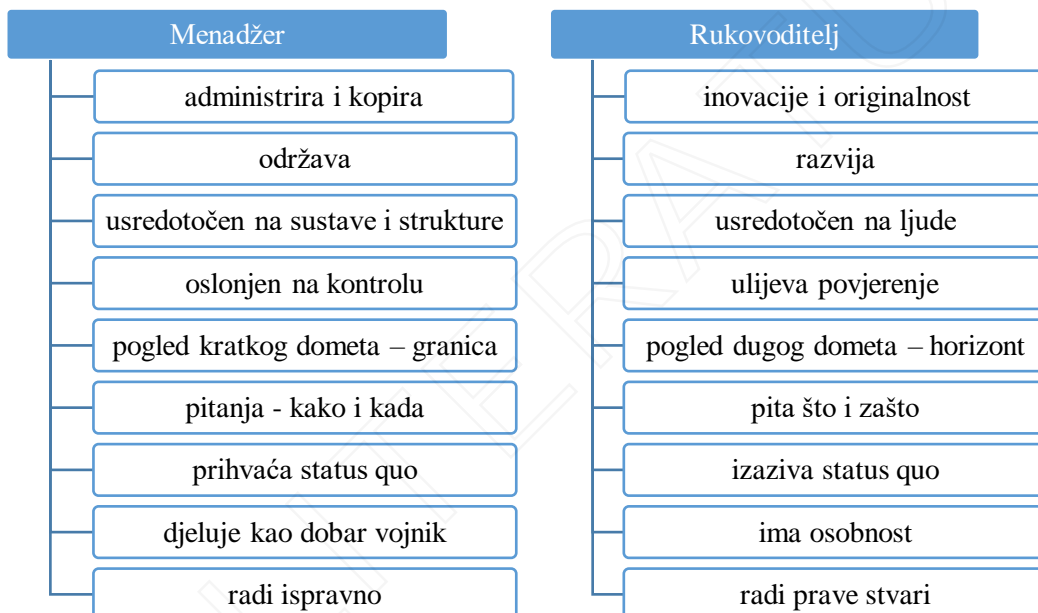 Menadžer
administrira i kopira
održava
usredotočen na sustave i strukture
oslonjen na kontrolu
pogled kratkog dometa – granica
pitanja - kako i kada
prihvaća status quo
djeluje kao dobar vojnik
radi ispravno
Rukovoditelj
inovacije i originalnost
razvija
usredotočen na ljude
ulijeva povjerenje
pogled dugog dometa – horizont
pita što i zašto
izaziva status quo
ima osobnost
radi prave stvari